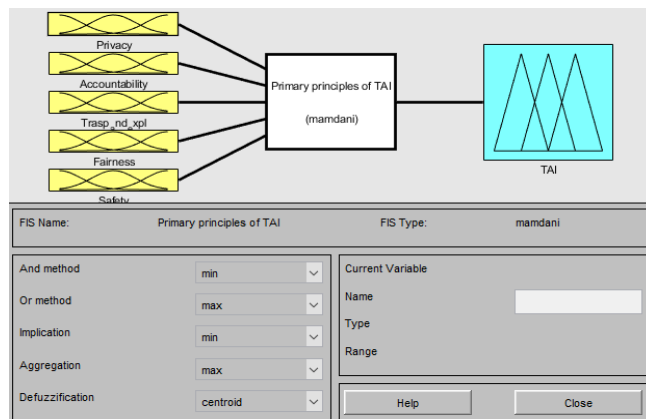 Privacy
Accountability
Trasp_and_expl
Fairness
Safety
Primary principles of TAI
(mamdani)
TAI
FIS Name: Primary principles of TAI FIS Type: mamdani
And method min
Or method max
Implication min
Aggregation max
Defuzzification centroid
Current Variable
Name
Type
Range
Help Close